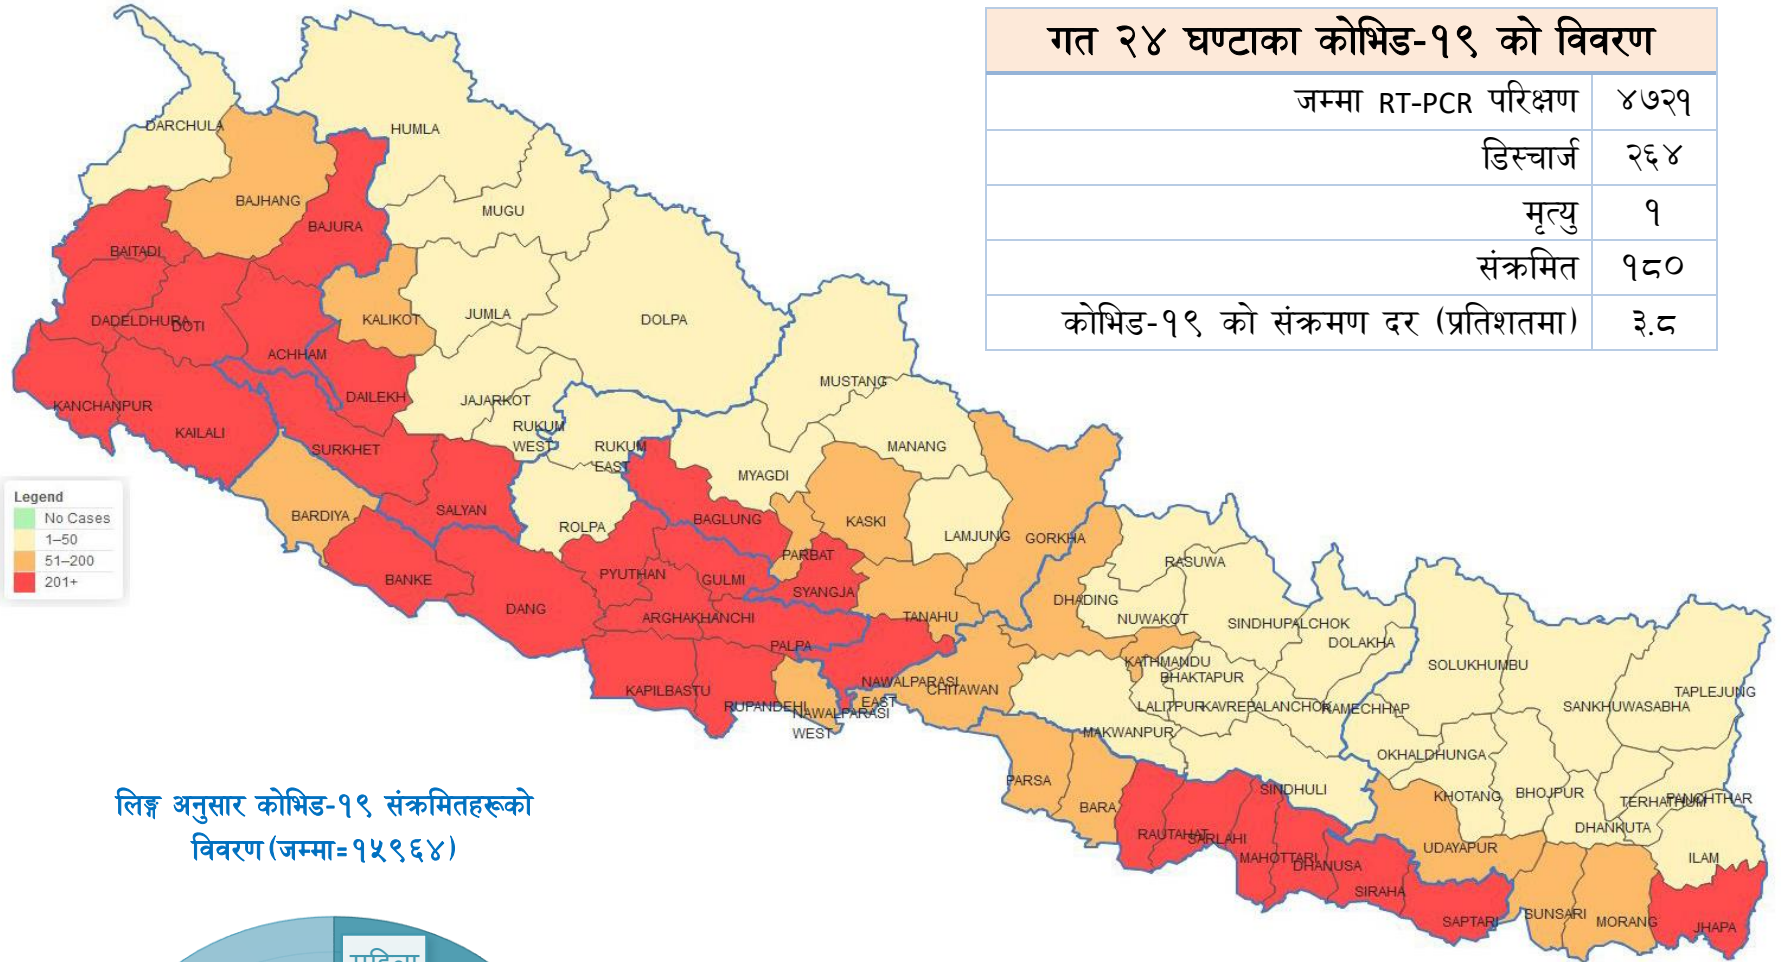 गत २४ घण्टाका कोभिड-१९ को विवरण
जम्मा RT-PCR परिक्षण ४७२१
डिस्चार्ज २६४
मृत्यु १
संक्रमित १८०
कोभिड-१९ को संक्रमण दर (प्रतिशतमा) ३.८
DARCHULA
HUMLA
BAJHANG
MUGU
BAJURA
BAITADI
DADELDHURA
DOTI
KALIKOT
JUMLA
DOLPA
ACHHAM
MUSTANG
KANCHANPUR
DAILEKH
JAJARKOT
KAILALI
SURKHET
RUKUM
WEST
RUKUM
EAST
MANANG
MYAGDI
Legend
No Cases
1–50
51–200
201+
BARDIYA
SALYAN
ROLPA
BAGLUNG
KASKI
LAMJUNG
GORKHA
PARBAT
RASUWA
BANKE
PYUTHAN
GULMI
SYANGJA
DANG
ARGHAKHANCHI
TANAHU
DHADING
NUWAKOT
SINDHUPALCHOK
DOLAKHA
PALPA
KATHMANDU
BHAKTAPUR
SOLUKHUMBU
KAPILBASTU
NAWALPARASI
EAST
CHITAWAN
TAPLEJUNG
RUPANDEHI
NAWALPARASI
WEST
LALITPUR
KAVREPALANCHOK
RAMECHHAP
SANKHUWASABHA
MAKWANPUR
OKHALDHUNGA
PARSA
SINDHULI
BARA
KHOTANG
BHOJPUR
TERHATHUM
PANCHTHAR
DHANKUTA
RAUTAHAT
SARLAHI
MAHOTTARI
DHANUSA
UDAYAPUR
ILAM
SIRAHA
SAPTARI
SUNSARI
MORANG
JHAPA
लिङ्ग अनुसार कोभिड-१९ संक्रमितहरूको
विवरण (जम्मा=१५९६४)